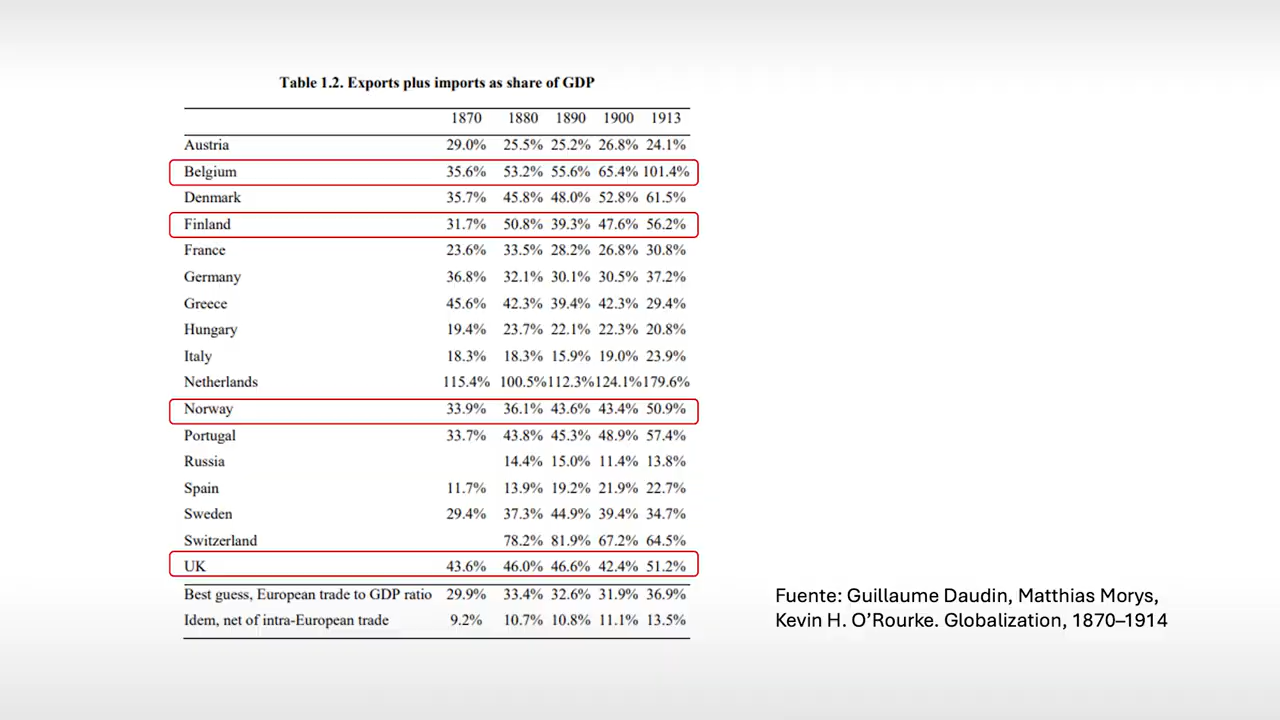 Table 1.2. Exports plus imports as share of GDP
1870 1880 1890 1900 1913
Austria 29.0% 25.5% 25.2% 26.8% 24.1%
Belgium 35.6% 53.2% 55.6% 65.4% 101.4%
Denmark 35.7% 45.8% 48.0% 52.8% 61.5%
Finland 31.7% 50.8% 39.3% 47.6% 56.2%
France 23.6% 33.5% 28.2% 26.8% 30.8%
Germany 36.8% 32.1% 30.1% 30.5% 37.2%
Greece 45.6% 42.3% 39.4% 42.3% 29.4%
Hungary 19.4% 23.7% 22.1% 22.3% 20.8%
Italy 18.3% 18.3% 15.9% 19.0% 23.9%
Netherlands 115.4% 100.5% 112.3% 124.1% 179.6%
Norway 33.9% 36.1% 43.6% 43.4% 50.9%
Portugal 33.7% 43.8% 45.3% 48.9% 57.4%
Russia 14.4% 15.0% 11.4% 13.8%
Spain 11.7% 13.9% 19.2% 21.9% 22.7%
Sweden 29.4% 37.3% 44.9% 39.4% 34.7%
Switzerland 78.2% 81.9% 67.2% 64.5%
UK 43.6% 46.0% 46.6% 42.4% 51.2%
Best guess, European trade to GDP ratio 29.9% 33.4% 32.6% 31.9% 36.9%
Idem, net of intra-European trade 9.2% 10.7% 10.8% 11.1% 13.5%
Fuente: Guillaume Daudin, Matthias Morys,
Kevin H. O’Rourke. Globalization, 1870–1914